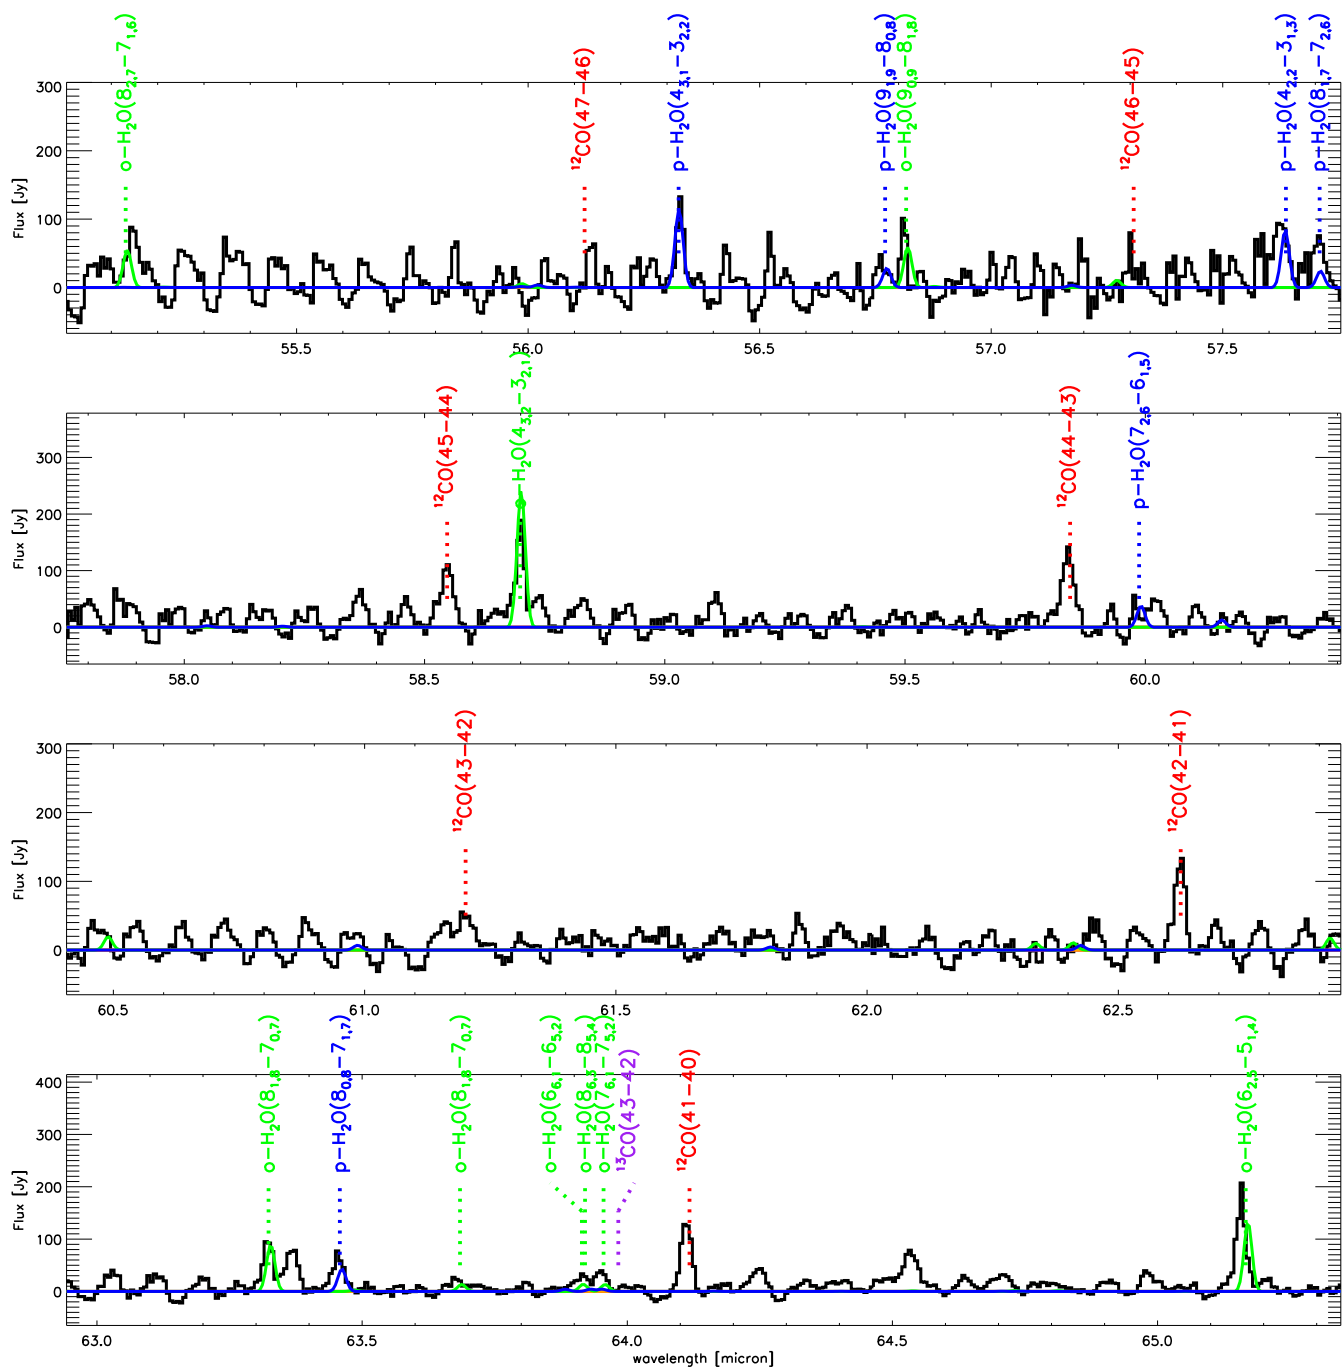 o−H₂O(8₂,₇−7₁,₆)
¹²CO(47−46)
p−H₂O(4₃,₁−3₂,₂)
p−H₂O(9₁,₉−8₀,₈)
o−H₂O(9₀,₉−8₁,₈)
¹²CO(46−45)
p−H₂O(4₂,₂−3₁,₃)
p−H₂O(8₁,₇−7₂,₆)
Flux [Jy]
300
200
100
0
55.5 56.0 56.5 57.0 57.5
¹²CO(45−44)
o−H₂O(4₃,₂−3₂,₁)
¹²CO(44−43)
p−H₂O(7₂,₆−6₁,₅)
Flux [Jy]
300
200
100
0
58.0 58.5 59.0 59.5 60.0
¹²CO(43−42)
¹²CO(42−41)
Flux [Jy]
300
200
100
0
60.5 61.0 61.5 62.0 62.5
o−H₂O(8₁,₈−7₀,₇)
p−H₂O(8₀,₈−7₁,₇)
o−H₂O(8₁,₈−7₀,₇)
o−H₂O(6₆,₁−6₅,₂)
o−H₂O(8₆,₃−8₅,₄)
o−H₂O(7₆,₁−7₅,₂)
¹³CO(43−42)
¹²CO(41−40)
o−H₂O(6₂,₅−5₁,₄)
Flux [Jy]
400
300
200
100
0
63.0 63.5 64.0 64.5 65.0
wavelength [micron]